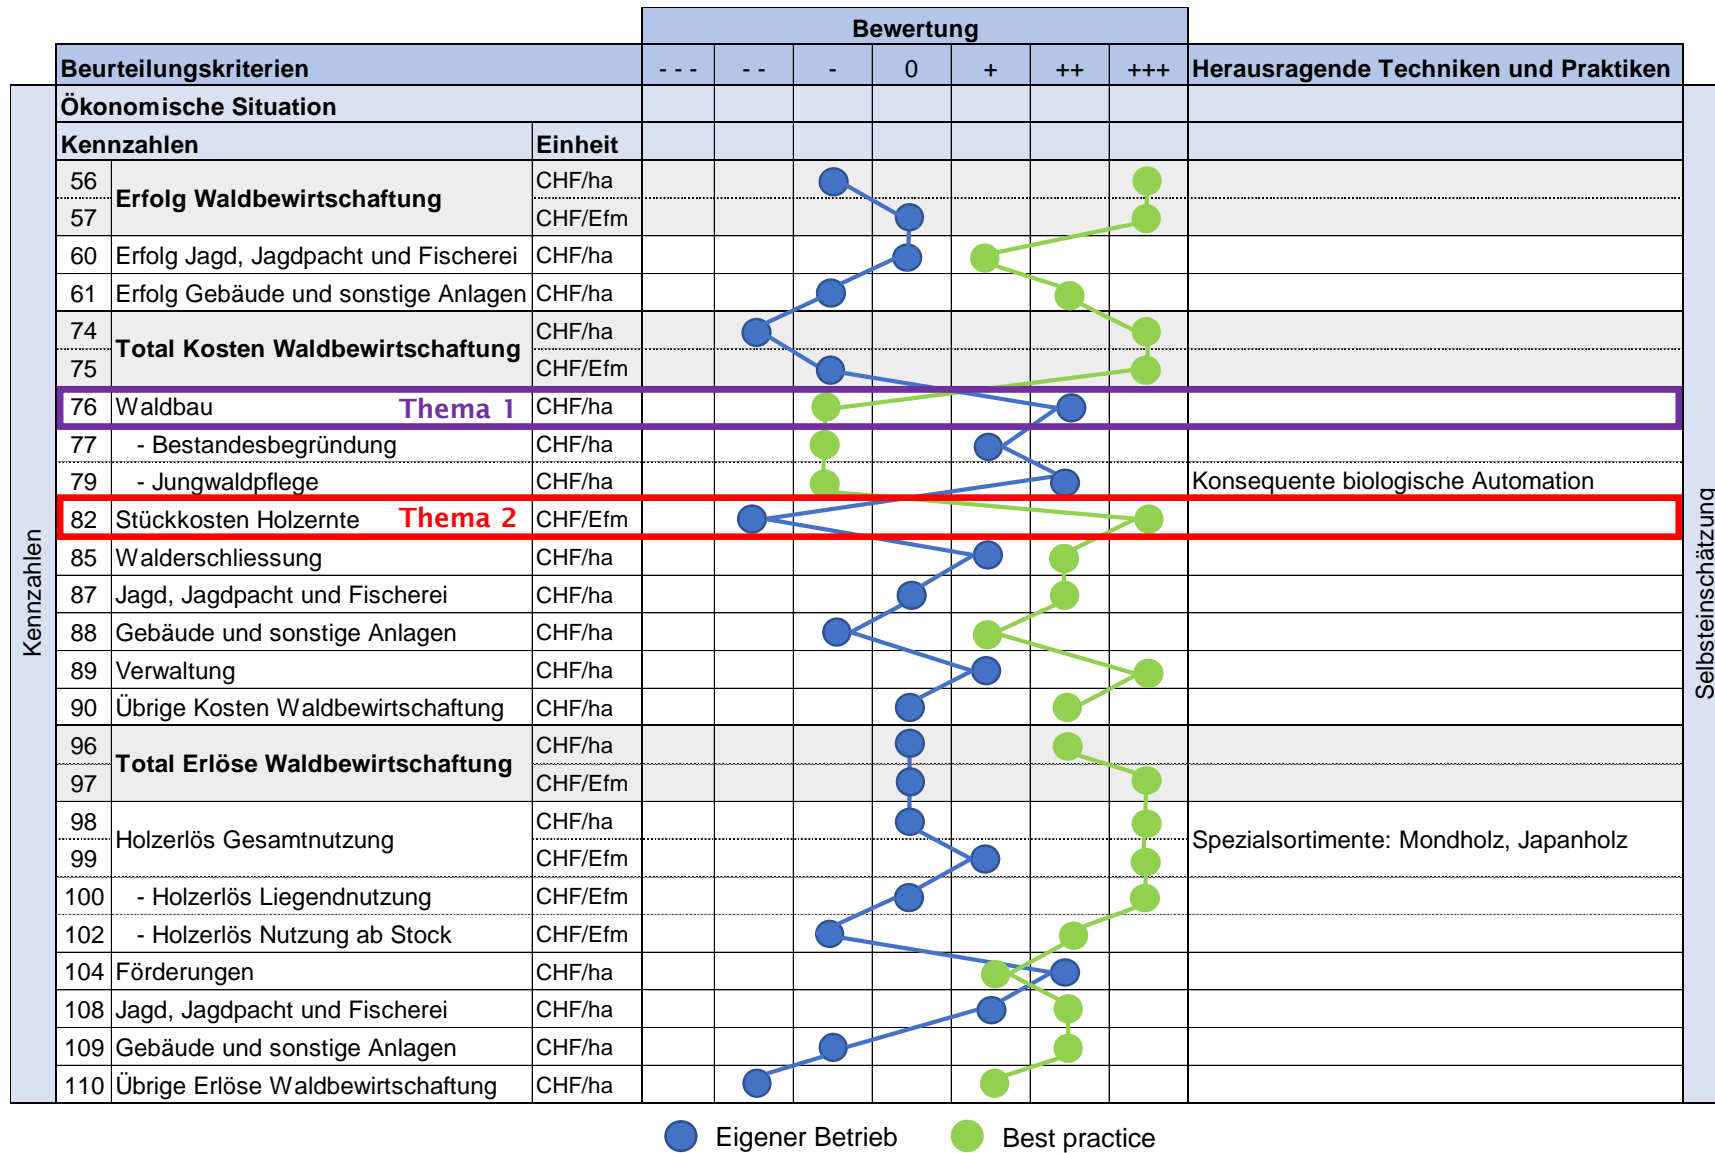 Bewertung
Beurteilungskriterien - - - - - - 0 + ++ +++ Herausragende Techniken und Praktiken
Ökonomische Situation
Kennzahlen Einheit
56 Erfolg Waldbewirtschaftung CHF/ha
57 CHF/Efm
60 Erfolg Jagd, Jagdpacht und Fischerei CHF/ha
61 Erfolg Gebäude und sonstige Anlagen CHF/ha
74 Total Kosten Waldbewirtschaftung CHF/ha
75 CHF/Efm
76 Waldbau Thema 1 CHF/ha
77 - Bestandesbegründung CHF/ha
79 - Jungwaldpflege CHF/ha Konsequente biologische Automation
82 Stückkosten Holzernte Thema 2 CHF/Efm
85 Walderschliessung CHF/ha
87 Jagd, Jagdpacht und Fischerei CHF/ha
88 Gebäude und sonstige Anlagen CHF/ha
89 Verwaltung CHF/ha
90 Übrige Kosten Waldbewirtschaftung CHF/ha
96 Total Erlöse Waldbewirtschaftung CHF/ha
97 CHF/Efm
98 Holzerlös Gesamtnutzung CHF/ha Spezialsortimente: Mondholz, Japanholz
99 CHF/Efm
100 - Holzerlös Liegendnutzung CHF/Efm
102 - Holzerlös Nutzung ab Stock CHF/Efm
104 Förderungen CHF/ha
108 Jagd, Jagdpacht und Fischerei CHF/ha
109 Gebäude und sonstige Anlagen CHF/ha
110 Übrige Erlöse Waldbewirtschaftung CHF/ha
Kennzahlen
Selbsteinschätzung
Eigener Betrieb Best practice